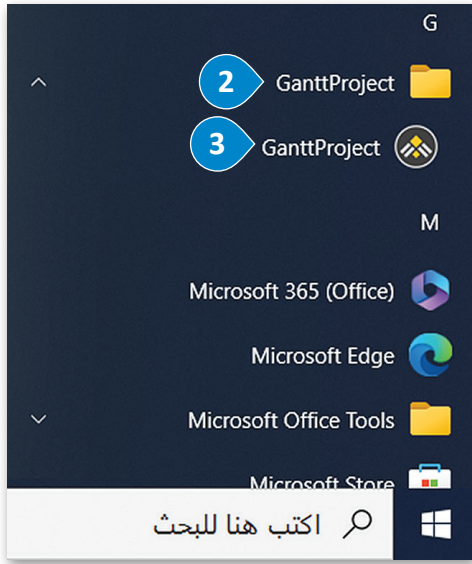 G
2 GanttProject
3 GanttProject
M
Microsoft 365 (Office)
Microsoft Edge
Microsoft Office Tools
Microsoft Store
اكتب هنا للبحث